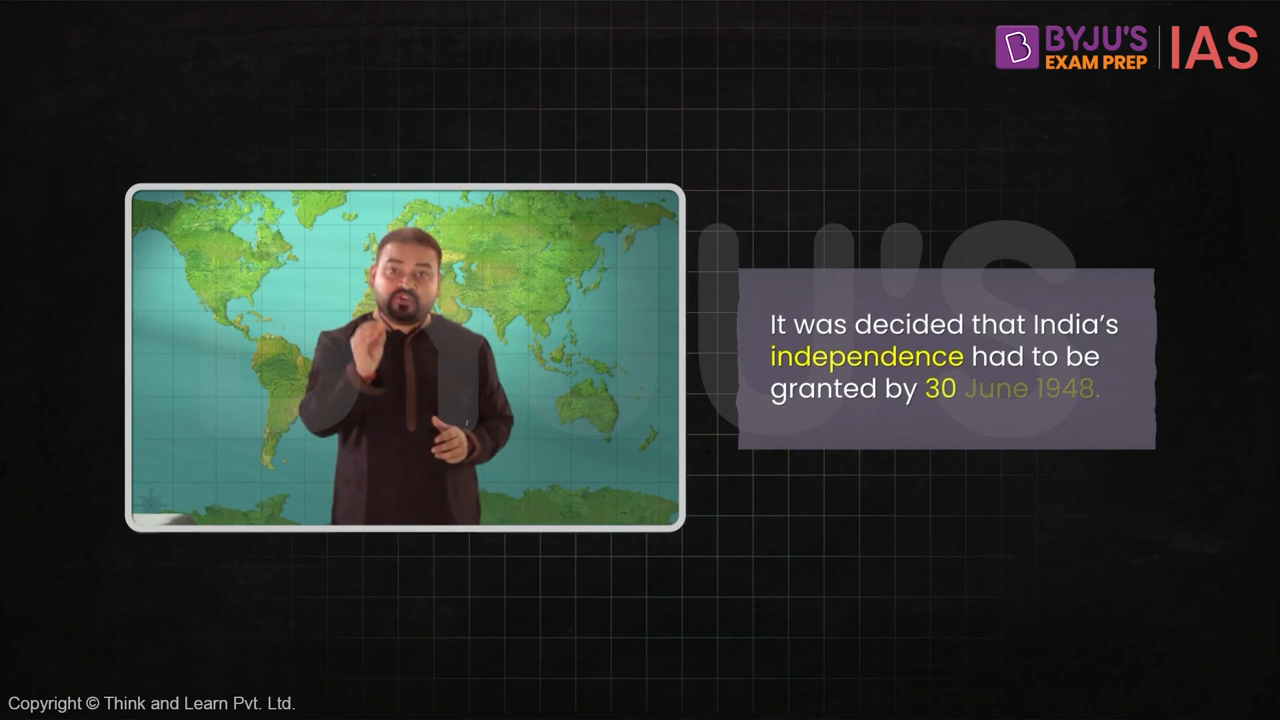 BYJU'S
EXAM PREP
IAS
BYJU'S
It was decided that India's
independence had to be
granted by 30 June 1948.
Copyright © Think and Learn Pvt. Ltd.